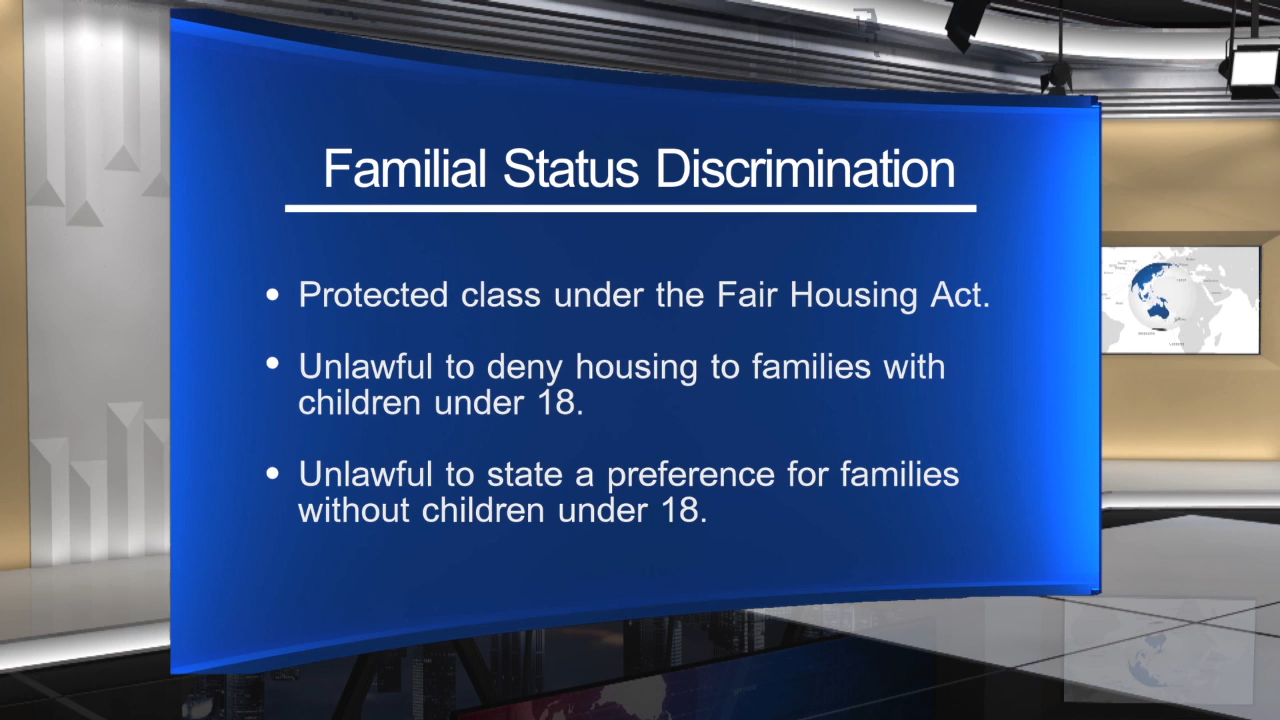 Familial Status Discrimination
• Protected class under the Fair Housing Act.
• Unlawful to deny housing to families with
children under 18.
• Unlawful to state a preference for families
without children under 18.